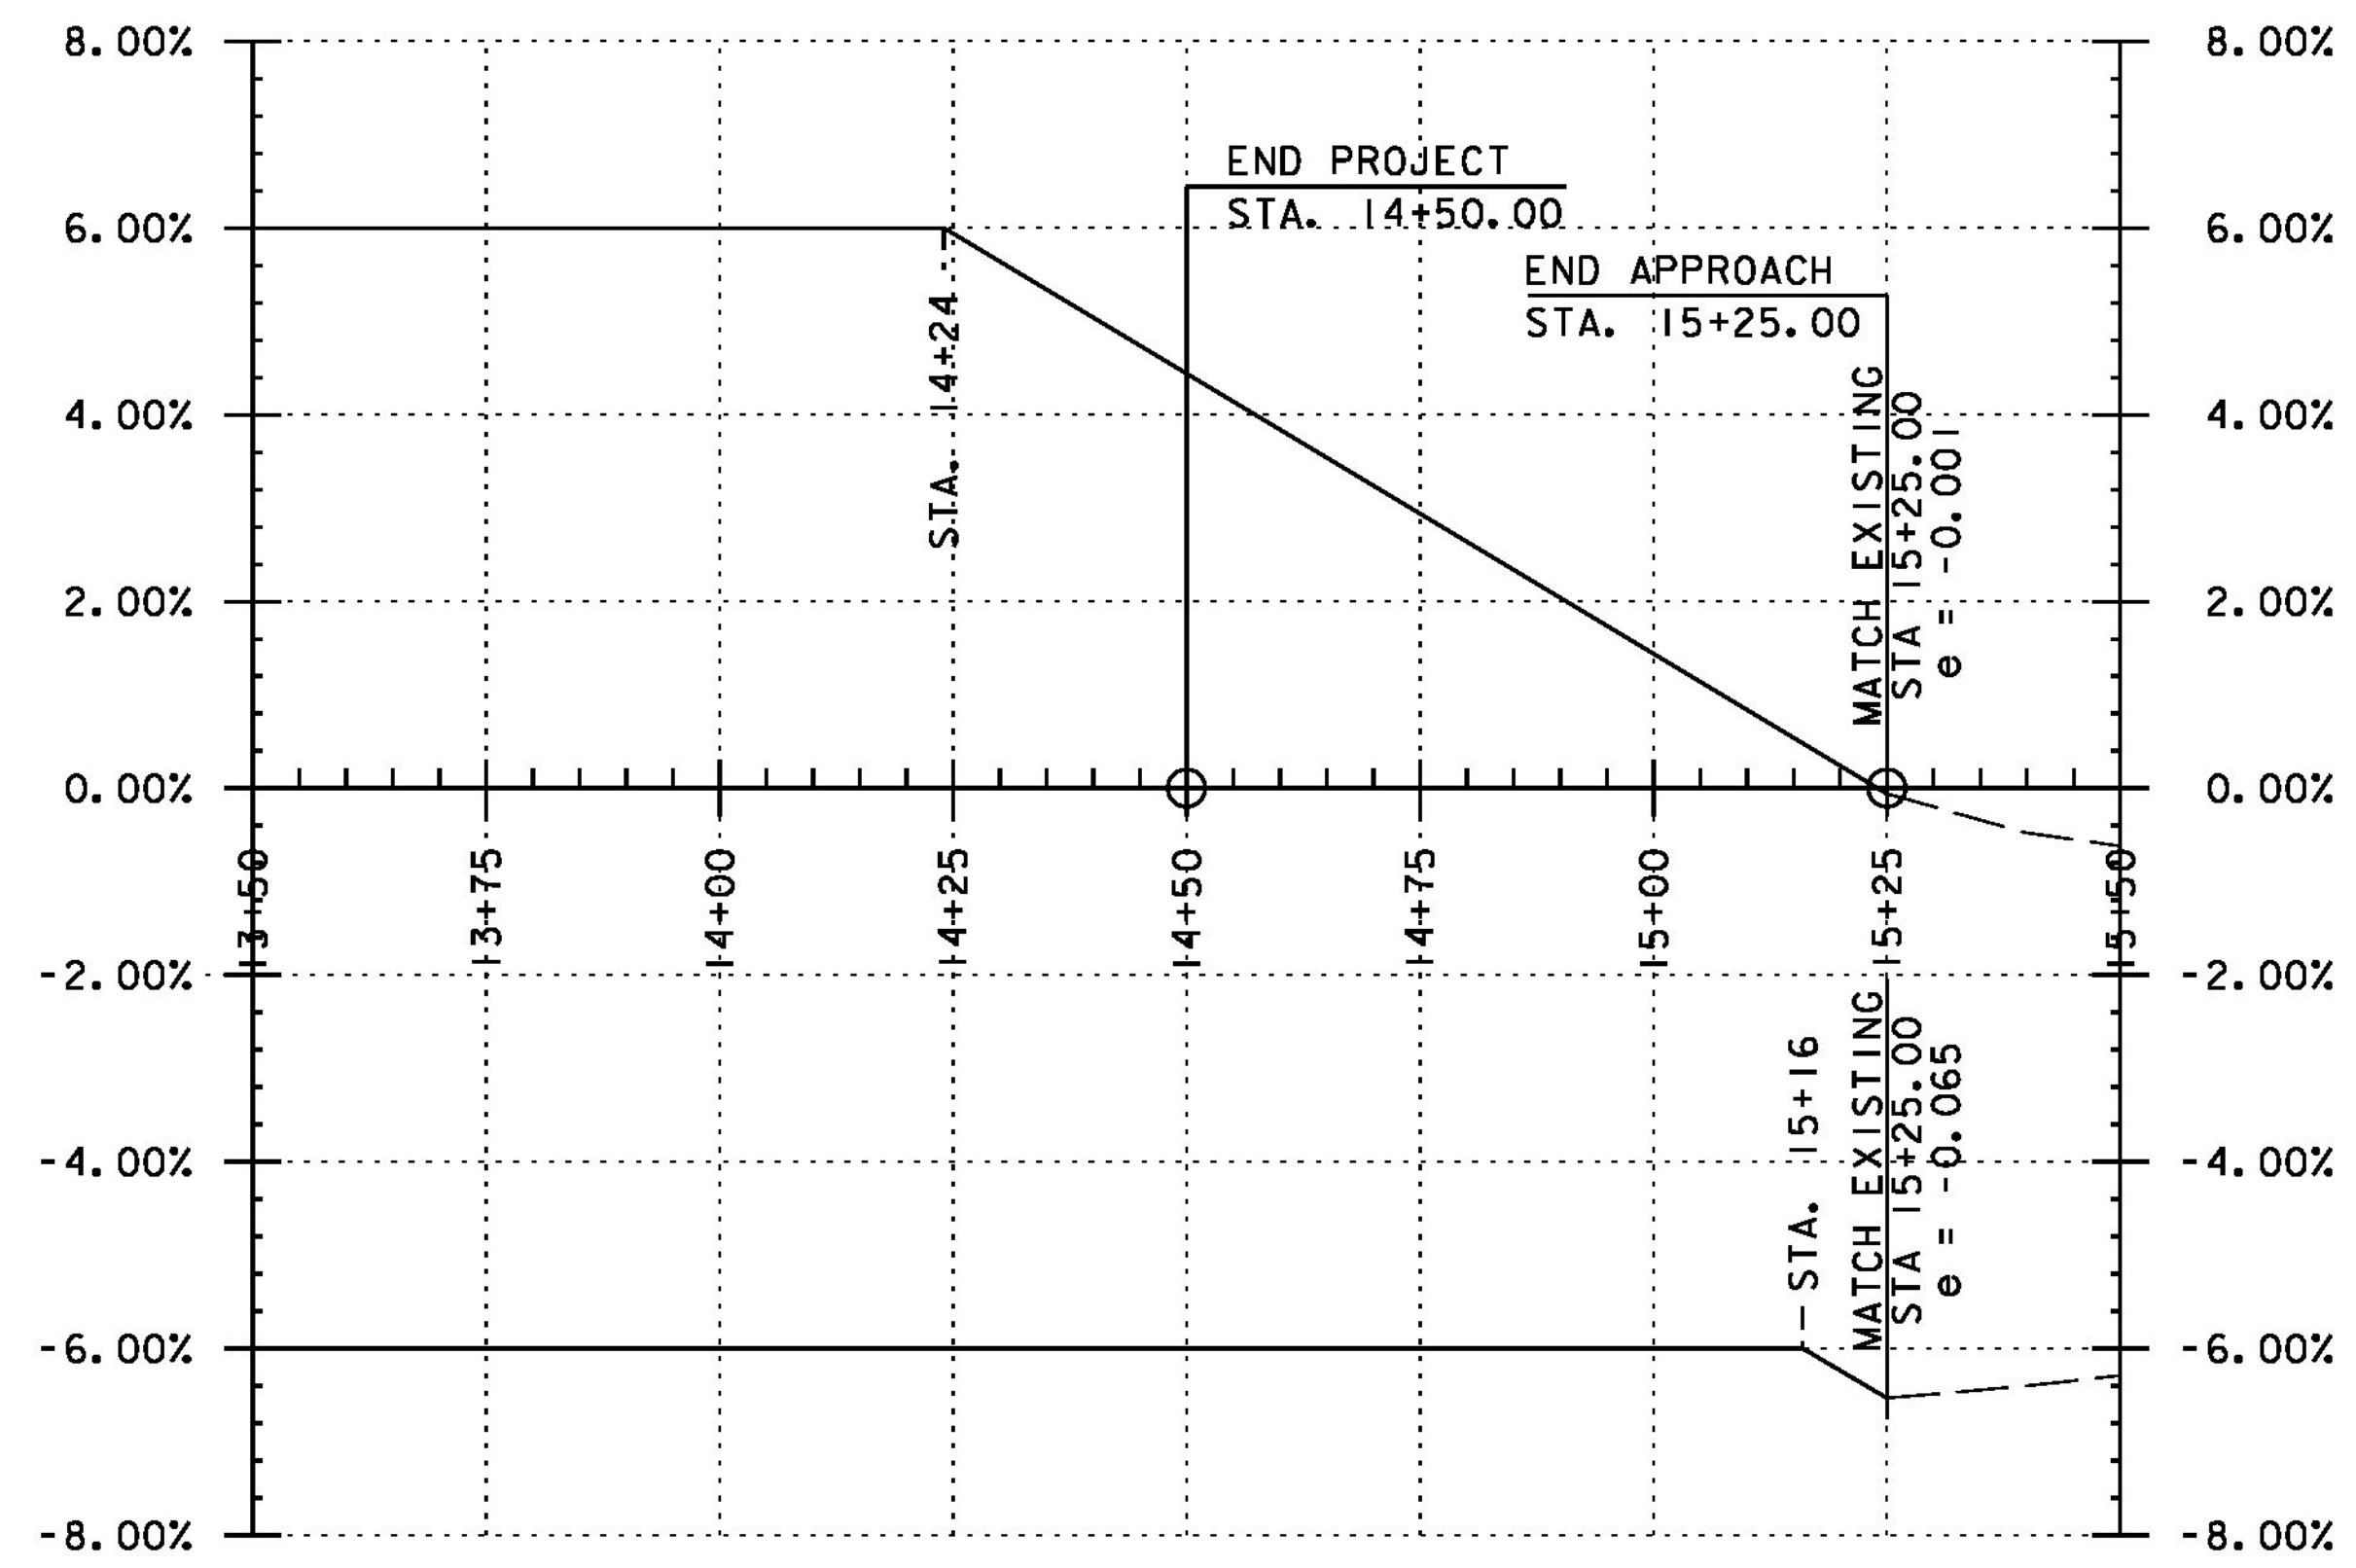 8.00%
8.00%
END PROJECT
STA. 14+50.00
6.00%
6.00%
END APPROACH
STA. 15+25.00
STA. 14+24
MATCH EXISTING
STA 15+25.00
e = -0.001
4.00%
4.00%
2.00%
2.00%
0.00%
0.00%
13+50
13+75
14+00
14+25
14+50
14+75
15+00
15+25
15+50
-2.00%
-2.00%
STA. 15+16
MATCH EXISTING
STA 15+25.00
e = -0.065
-4.00%
-4.00%
-6.00%
-6.00%
-8.00%
-8.00%